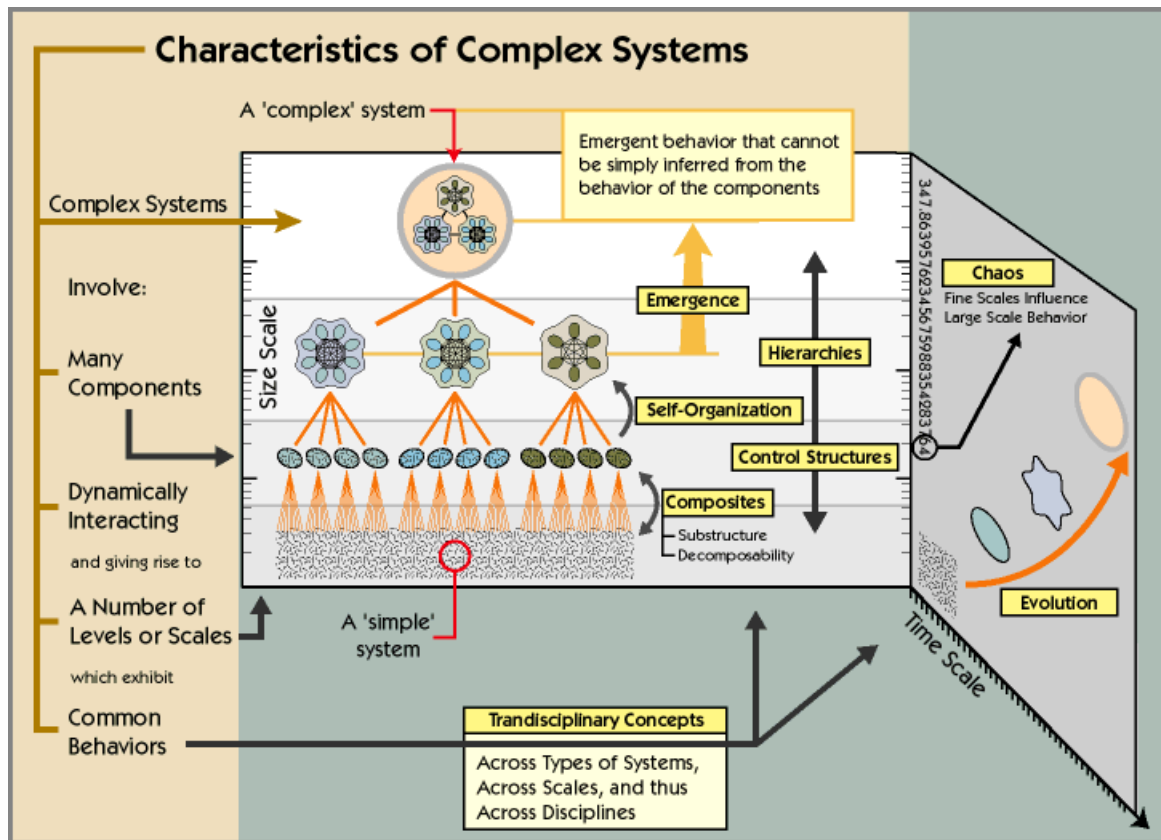 Characteristics of Complex Systems
A 'complex' system
Emergent behavior that cannot
be simply inferred from the
behavior of the components
Complex Systems
Involve:
Many
Components
Dynamically
Interacting
and giving rise to
A Number of
Levels or Scales
which exhibit
Common
Behaviors
Size Scale
Emergence
Hierarchies
Self-Organization
Control Structures
Composites
Substructure
Decomposability
A 'simple'
system
Trandisciplinary Concepts
Across Types of Systems,
Across Scales, and thus
Across Disciplines
347.86395762345675988354283764
Chaos
Fine Scales Influence
Large Scale Behavior
Evolution
Time Scale